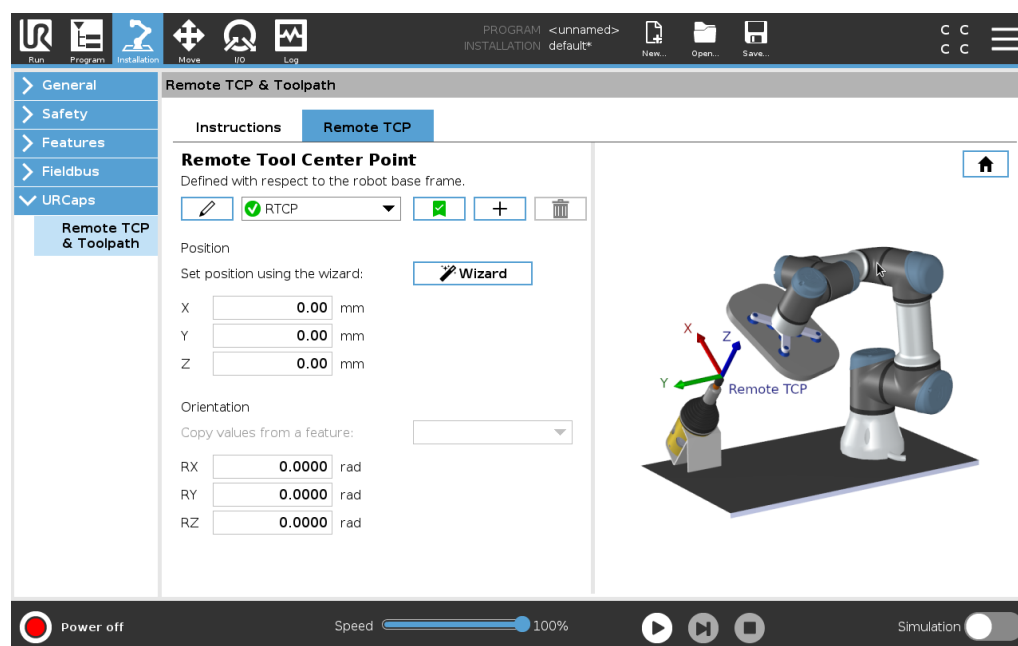 PROGRAM <unnamed>
INSTALLATION default*
C C
C C
Run Program Installation Move I/O Log New... Open... Save...
General
Safety
Features
Fieldbus
URCaps
Remote TCP
& Toolpath
Remote TCP & Toolpath
Instructions Remote TCP
Remote Tool Center Point
Defined with respect to the robot base frame.
RTCP
Position
Set position using the wizard: Wizard
X 0.00 mm
Y 0.00 mm
Z 0.00 mm
Orientation
Copy values from a feature:
RX 0.0000 rad
RY 0.0000 rad
RZ 0.0000 rad
X
Z
Y
Remote TCP
Power off Speed 100% Simulation